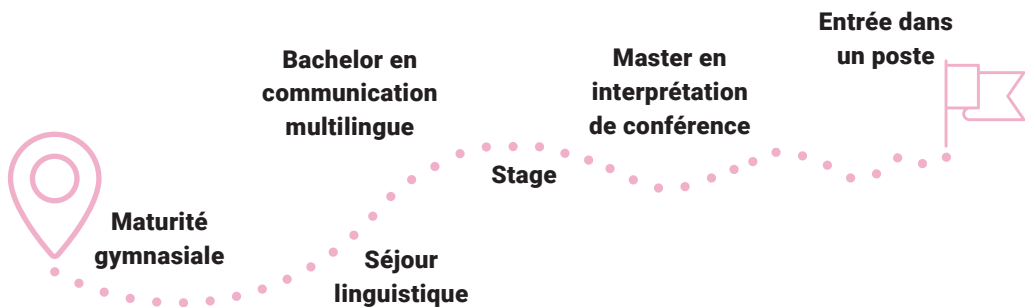 Maturité
gymnasiale
Bachelor en
communication
multilingue
Séjour
linguistique
Stage
Master en
interprétation
de conférence
Entrée dans
un poste